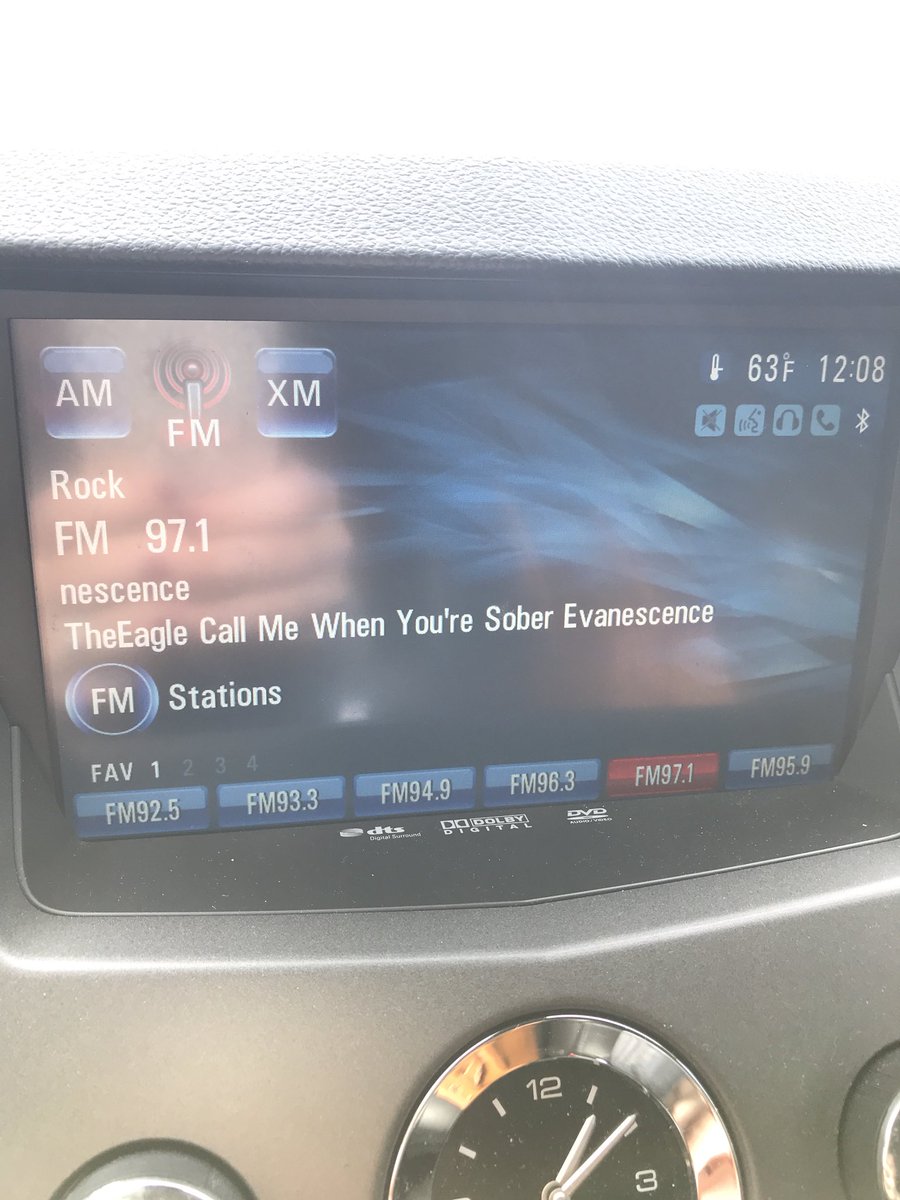 AM FM XM 63°F 12:08
Rock
FM 97.1
nescence
TheEagle Call Me When You're Sober Evanescence
FM Stations
FAV 1 2 3 4
FM92.5 FM93.3 FM94.9 FM96.3 FM97.1 FM95.9
dts DOLBY DVD
Digital Surround DIGITAL AUDIO/VIDEO
12
3